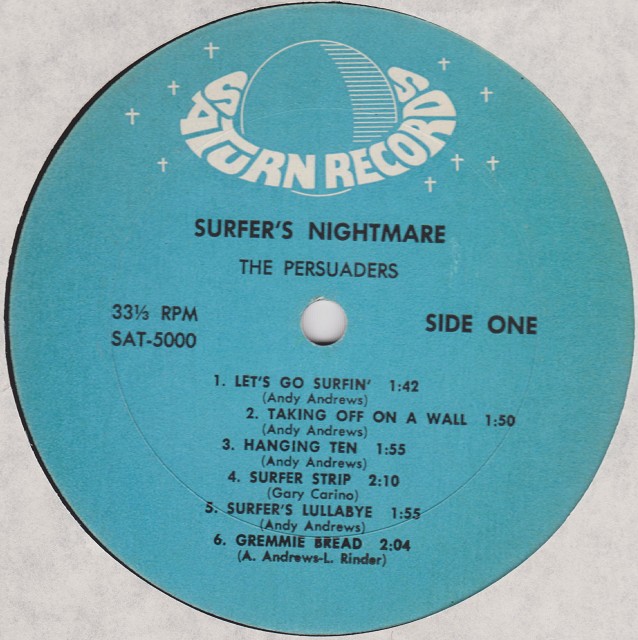 SATURN RECORDS
SURFER'S NIGHTMARE
THE PERSUADERS
33⅓ RPM
SAT-5000
SIDE ONE
1. LET'S GO SURFIN' 1:42
(Andy Andrews)
2. TAKING OFF ON A WALL 1:50
(Andy Andrews)
3. HANGING TEN 1:55
(Andy Andrews)
4. SURFER STRIP 2:10
(Gary Carino)
5. SURFER'S LULLABYE 1:55
(Andy Andrews)
6. GREMMIE BREAD 2:04
(A. Andrews-L. Rinder)